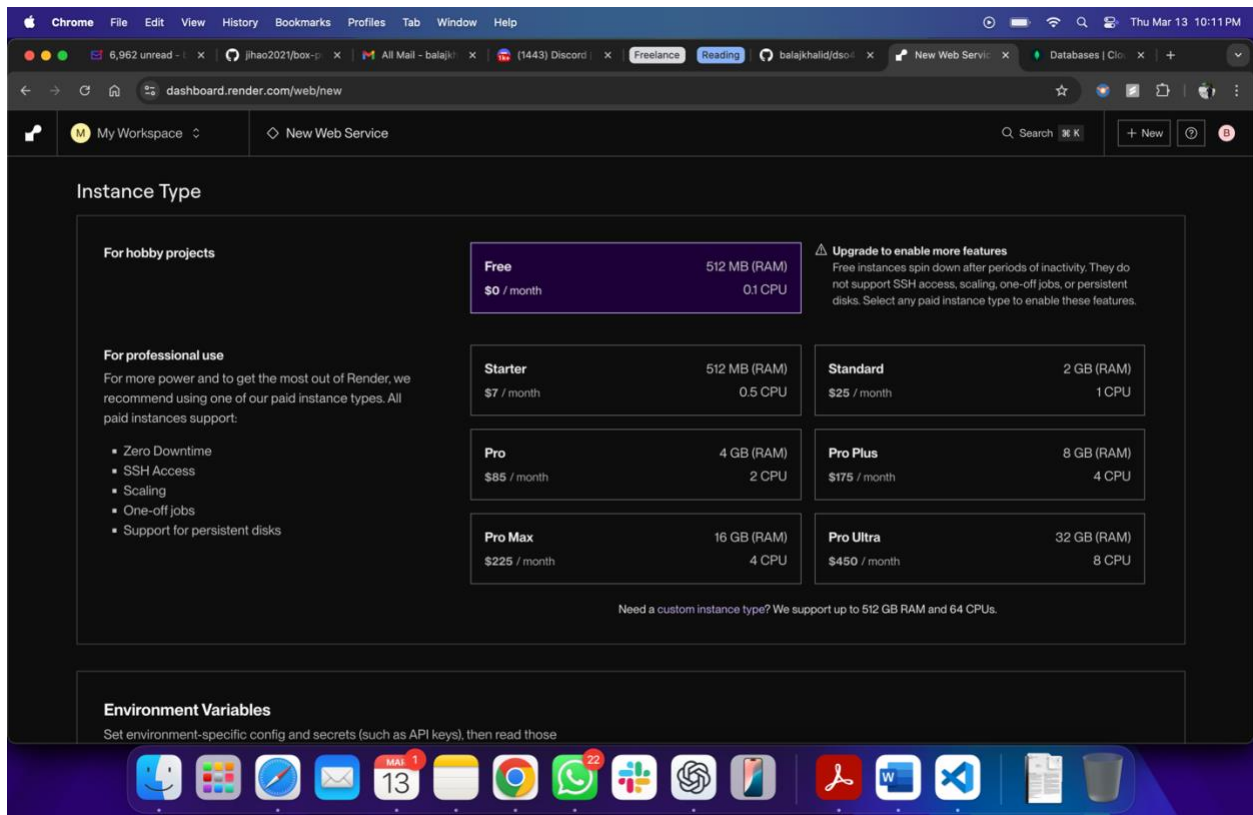 Chrome File Edit View History Bookmarks Profiles Tab Window Help
Thu Mar 13 10:11 PM
6,962 unread -
jihao2021/box-p
All Mail - balajkh
(1443) Discord
Freelance
Reading
balajkhalid/dso
New Web Servic
Databases | Clo
dashboard.render.com/web/new
M My Workspace
New Web Service
Search ⌘ K
+ New
B
Instance Type
For hobby projects
Free 512 MB (RAM)
$0 / month 0.1 CPU
Upgrade to enable more features
Free instances spin down after periods of inactivity. They do
not support SSH access, scaling, one-off jobs, or persistent
disks. Select any paid instance type to enable these features.
For professional use
For more power and to get the most out of Render, we
recommend using one of our paid instance types. All
paid instances support:
▪ Zero Downtime
▪ SSH Access
▪ Scaling
▪ One-off jobs
▪ Support for persistent disks
Starter 512 MB (RAM)
$7 / month 0.5 CPU
Standard 2 GB (RAM)
$25 / month 1 CPU
Pro 4 GB (RAM)
$85 / month 2 CPU
Pro Plus 8 GB (RAM)
$175 / month 4 CPU
Pro Max 16 GB (RAM)
$225 / month 4 CPU
Pro Ultra 32 GB (RAM)
$450 / month 8 CPU
Need a custom instance type? We support up to 512 GB RAM and 64 CPUs.
Environment Variables
Set environment-specific config and secrets (such as API keys), then read those
MAR 1
13
22
W